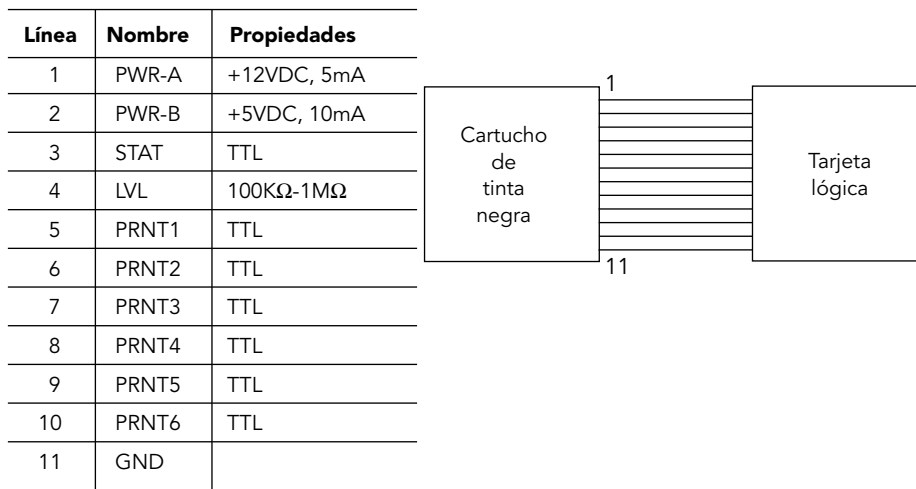 Línea Nombre Propiedades
1 PWR-A +12VDC, 5mA
2 PWR-B +5VDC, 10mA
3 STAT TTL
4 LVL 100KΩ-1MΩ
5 PRNT1 TTL
6 PRNT2 TTL
7 PRNT3 TTL
8 PRNT4 TTL
9 PRNT5 TTL
10 PRNT6 TTL
11 GND
Cartucho
de
tinta
negra
1
11
Tarjeta
lógica